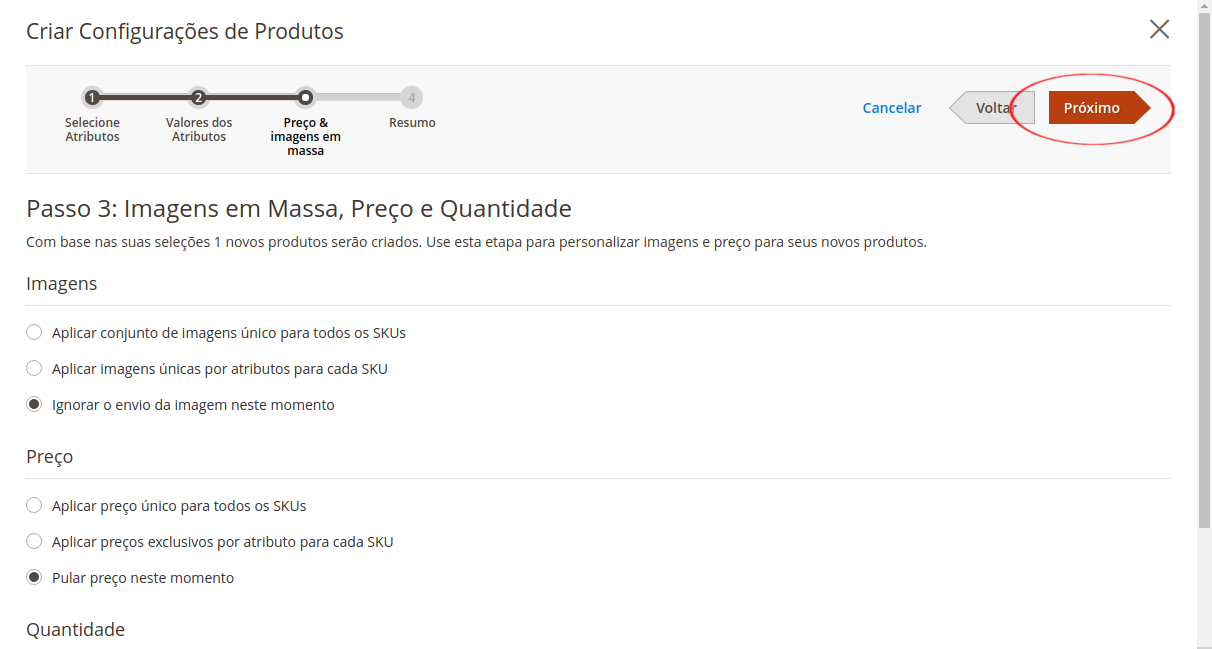 Criar Configurações de Produtos
1
2
4
Selecione
Atributos
Valores dos
Atributos
Preço &
imagens em
massa
Resumo
Cancelar
Voltar
Próximo
Passo 3: Imagens em Massa, Preço e Quantidade
Com base nas suas seleções 1 novos produtos serão criados. Use esta etapa para personalizar imagens e preço para seus novos produtos.
Imagens
Aplicar conjunto de imagens único para todos os SKUs
Aplicar imagens únicas por atributos para cada SKU
Ignorar o envio da imagem neste momento
Preço
Aplicar preço único para todos os SKUs
Aplicar preços exclusivos por atributo para cada SKU
Pular preço neste momento
Quantidade